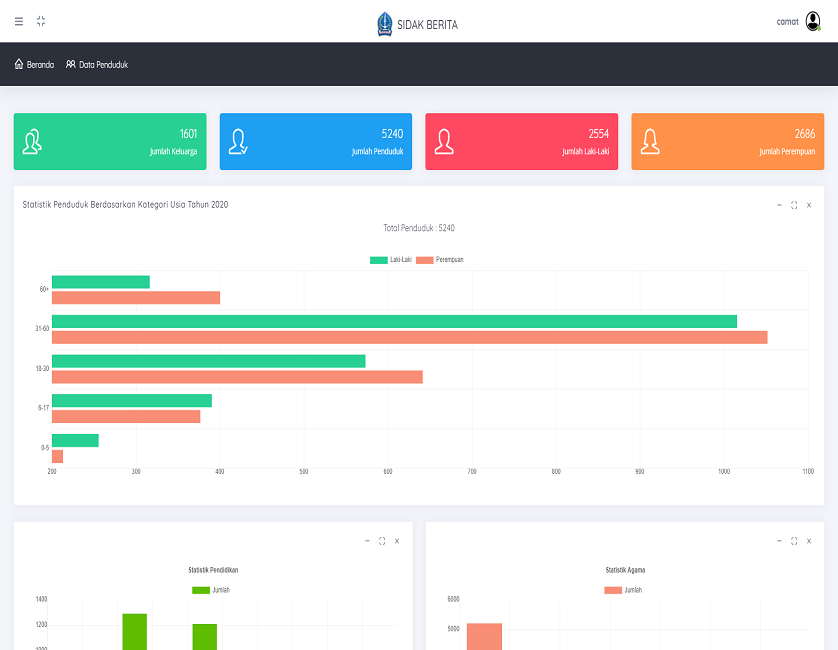 SIDAK BERITA
camat
Beranda
Data Penduduk
1601
Jumlah Keluarga
5240
Jumlah Penduduk
2554
Jumlah Laki-Laki
2686
Jumlah Perempuan
Statistik Penduduk Berdasarkan Kategori Usia Tahun 2020
Total Penduduk : 5240
Laki-Laki
Perempuan
60+
31-60
18-30
6-17
0-5
200 300 400 500 600 700 800 900 1000 1100
Statistik Pendidikan
Jumlah
1400
1200
1000
Statistik Agama
Jumlah
6000
5000